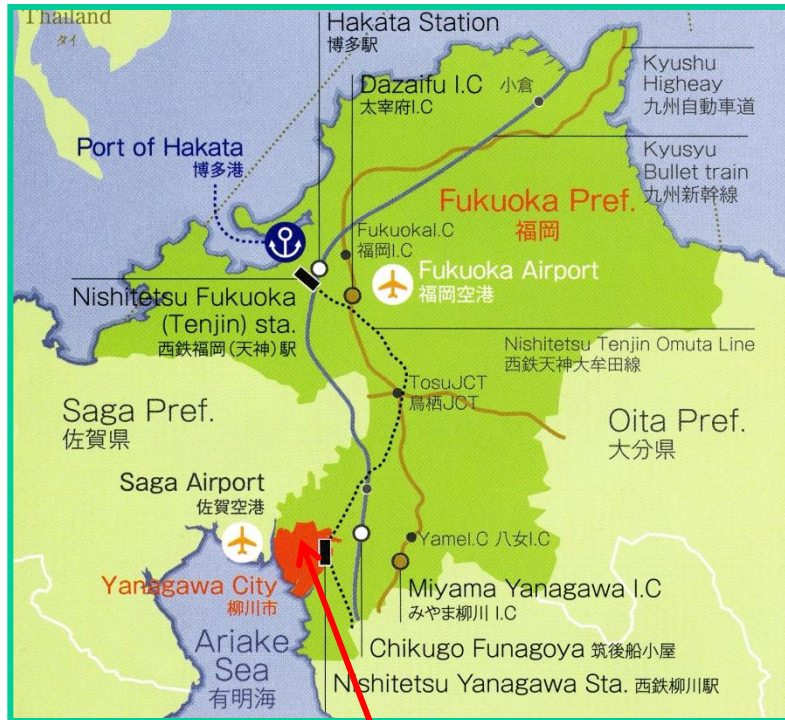 Thailand
タイ
Hakata Station
博多駅
Dazaifu I.C
太宰府I.C
小倉
Kyushu
Higheay
九州自動車道
Port of Hakata
博多港
Kyusyu
Bullet train
九州新幹線
Fukuoka Pref.
福岡
FukuokaI.C
福岡I.C
Fukuoka Airport
福岡空港
Nishitetsu Fukuoka
(Tenjin) sta.
西鉄福岡(天神)駅
Nishitetsu Tenjin Omuta Line
西鉄天神大牟田線
TosuJCT
鳥栖JCT
Saga Pref.
佐賀県
Oita Pref.
大分県
Saga Airport
佐賀空港
YameI.C 八女I.C
Yanagawa City
柳川市
Miyama Yanagawa I.C
みやま柳川 I.C
Ariake
Sea
有明海
Chikugo Funagoya 筑後船小屋
Nishitetsu Yanagawa Sta. 西鉄柳川駅